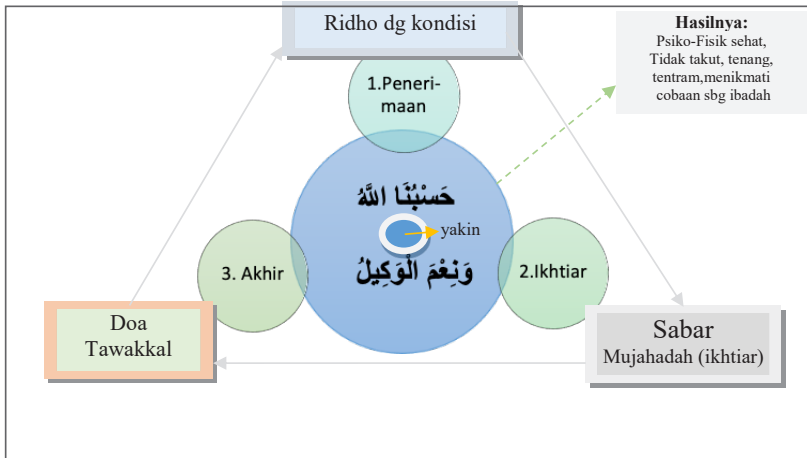 Ridho dg kondisi
Hasilnya:
Psiko-Fisik sehat,
Tidak takut, tenang,
tentram,menikmati
cobaan sbg ibadah
1.Peneri-
maan
حَسْبُنَا اللَّهُ
yakin
وَنِعْمَ الْوَكِيلُ
3. Akhir
2.Ikhtiar
Doa
Tawakkal
Sabar
Mujahadah (ikhtiar)